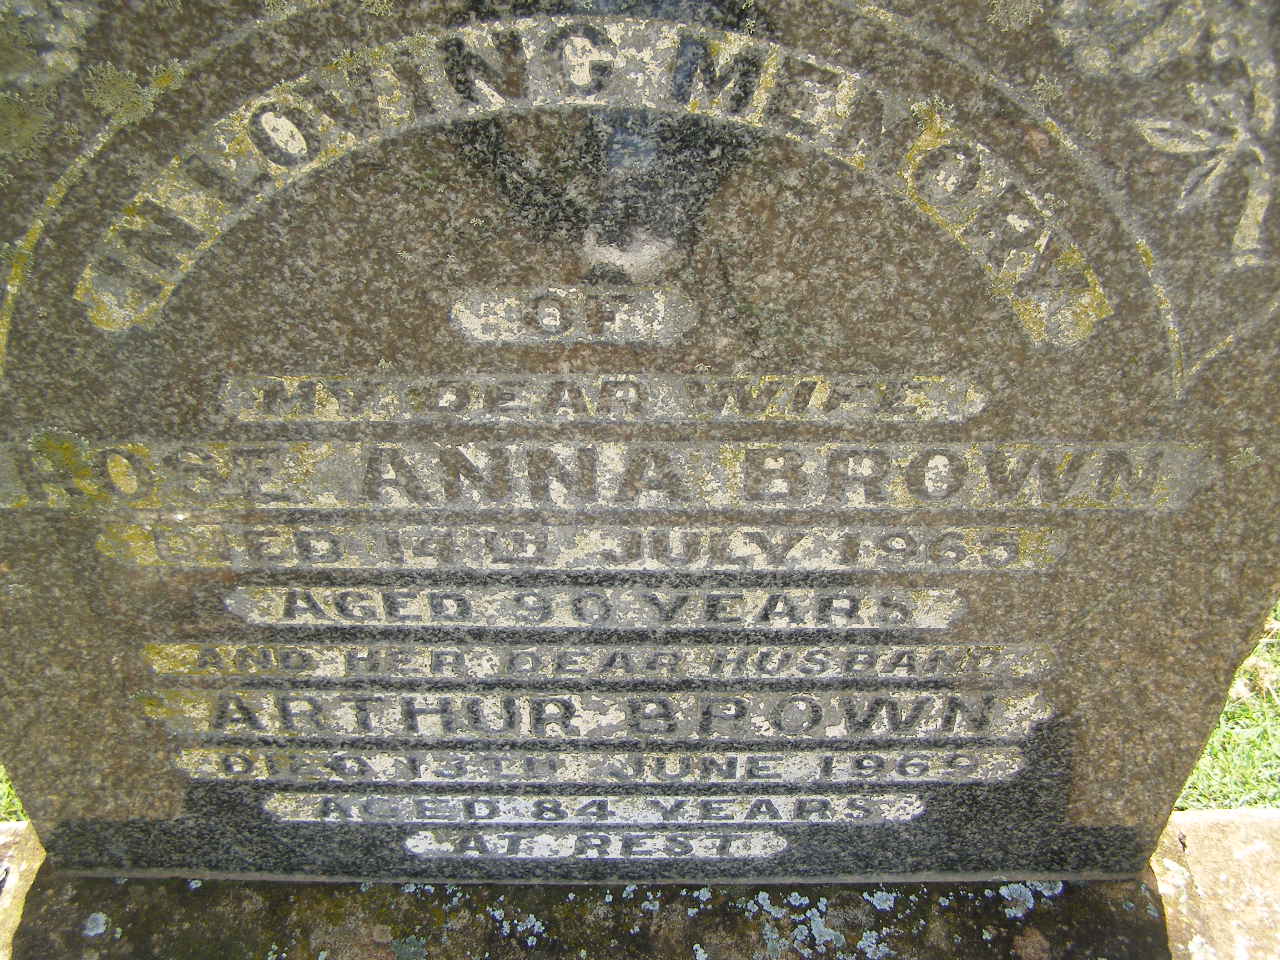 IN LOVING MEMORY
OF
MY DEAR WIFE
ROSE ANNA BROWN
DIED 14TH JULY 1965
AGED 90 YEARS
AND HER DEAR HUSBAND
ARTHUR BROWN
DIED 13TH JUNE 1969
AGED 84 YEARS
AT REST